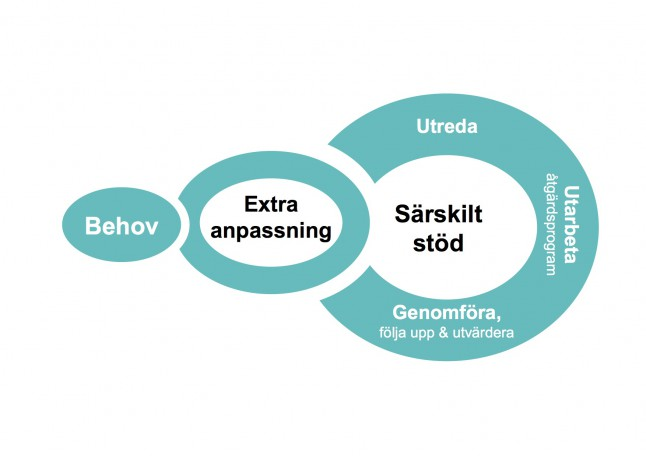 Behov
Extra
anpassning
Särskilt
stöd
Utreda
Utarbeta
åtgärdsprogram
Genomföra,
följa upp & utvärdera